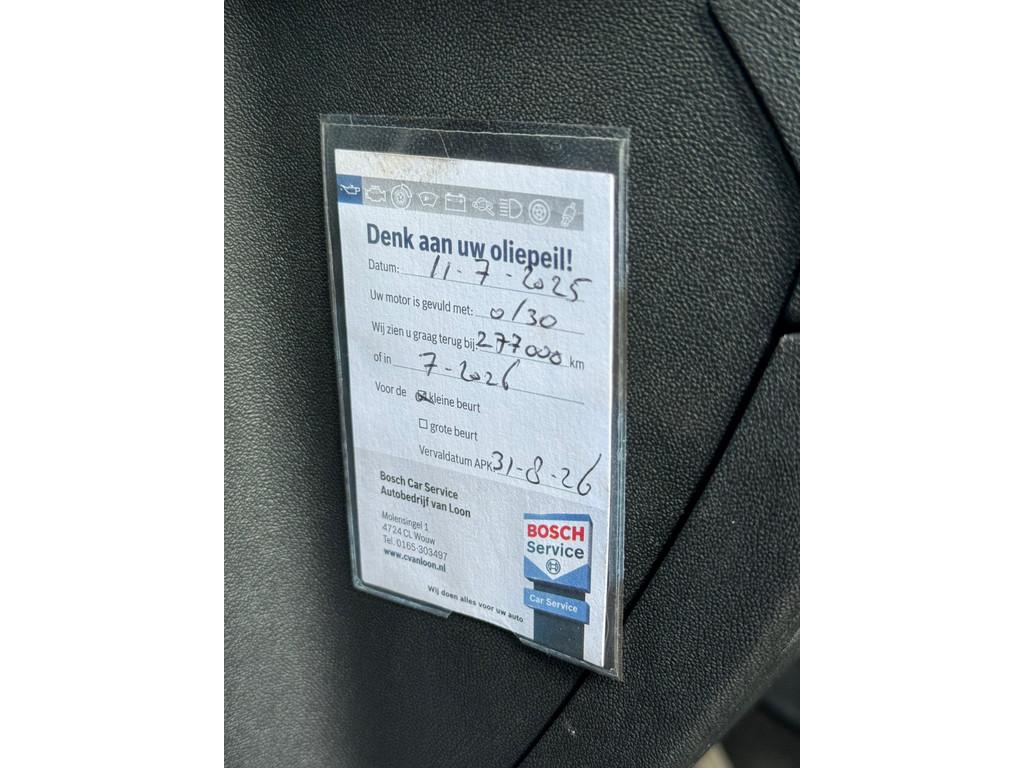 Denk aan uw oliepeil!
Datum: 11-7-2025
Uw motor is gevuld met: 0/30
Wij zien u graag terug bij: 277000 km
of in 7-2026
Voor de ☒ kleine beurt
☐ grote beurt
Vervaldatum APK: 31-8-26
Bosch Car Service
Autobedrijf van Loon
Molensingel 1
4724 CL Wouw
Tel. 0165-303497
www.cvanloon.nl
Wij doen alles voor uw auto
BOSCH
Service
Car Service